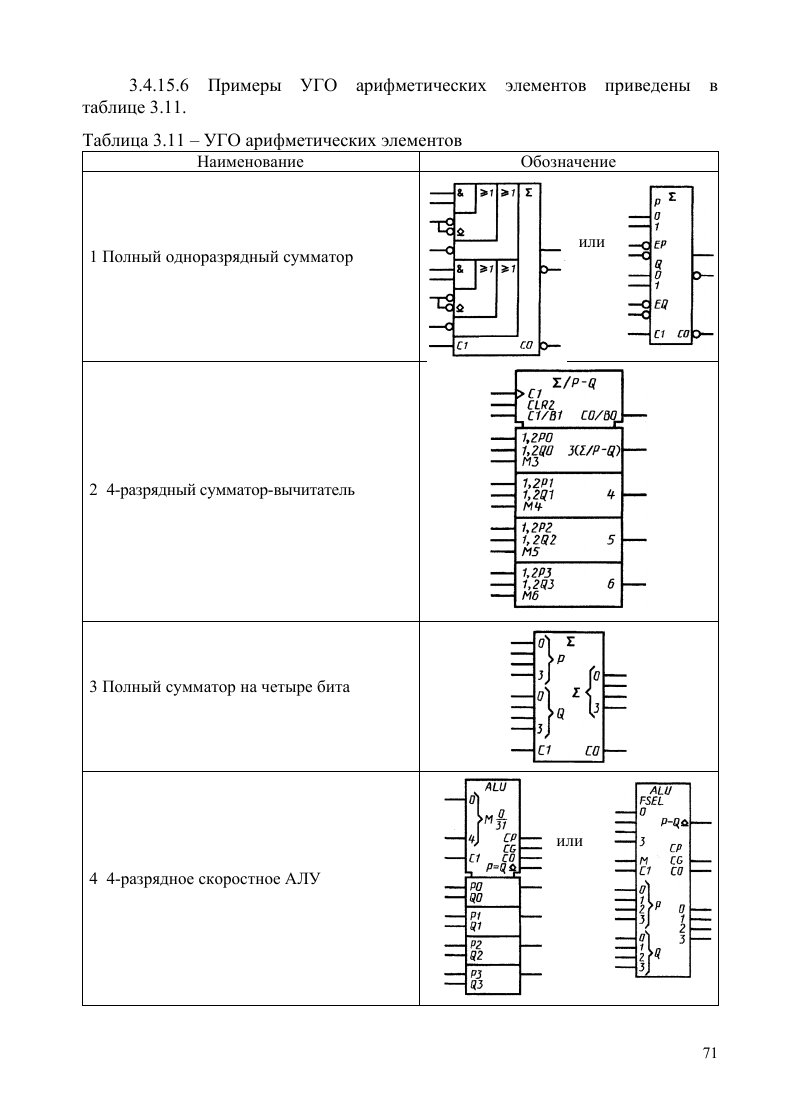 3.4.15.6 Примеры УГО арифметических элементов приведены в
таблице 3.11.
Таблица 3.11 – УГО арифметических элементов
Наименование
Обозначение
1 Полный одноразрядный сумматор
& ⩾1 ⩾1 Σ
&  ⩾1 ⩾1
C1 CO
или
Σ
P
0
1
EP
Q
0
1
EQ
C1 CO
2 4-разрядный сумматор-вычитатель
Σ/P-Q
C1
CLR2
C1/B1 CO/BO
1,2P0
1,2Q0 3(Σ/P-Q)
M3
1,2P1
1,2Q1 4
M4
1,2P2
1,2Q2 5
M5
1,2P3
1,2Q3 6
M6
3 Полный сумматор на четыре бита
Σ
0
P
3
0
Q
3
Σ
0
3
C1 CO
4 4-разрядное скоростное АЛУ
ALU
0
M 0/31
4
CP
CG
C1 CO
P=Q
P0
Q0
P1
Q1
P2
Q2
P3
Q3
или
ALU
FSEL
0
P=Q
3
CP
M CG
C1 CO
0
1
2
3
P
0
1
2
3
Q
0
1
2
3
71